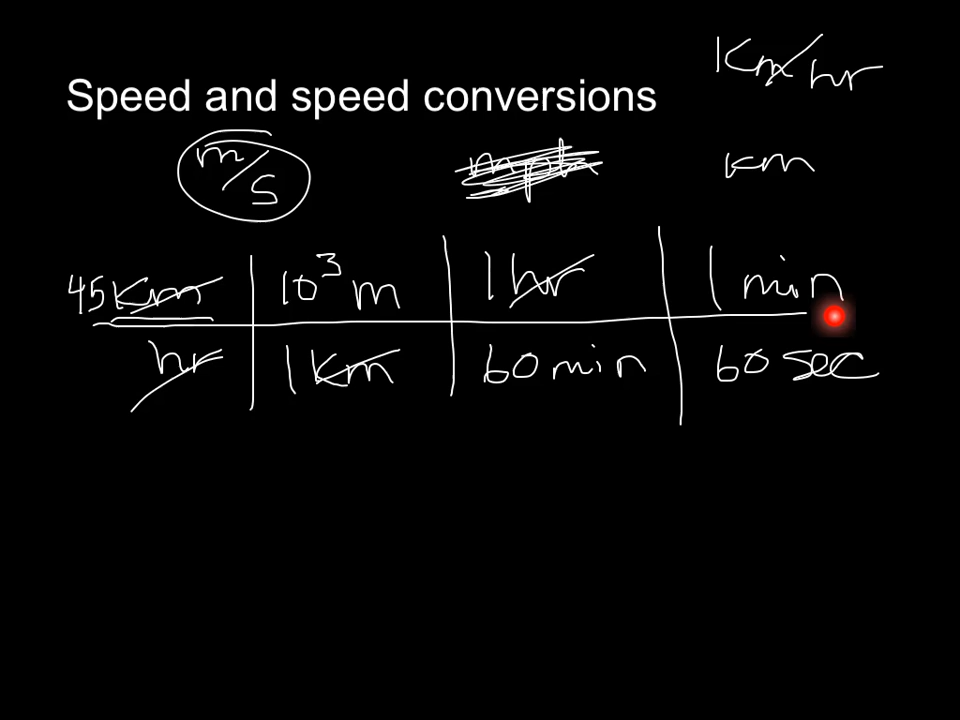 Km/hr
Speed and speed conversions
m/s mph km
45 Km 10³ m 1 hr 1 min
hr 1 Km 60 min 60 sec